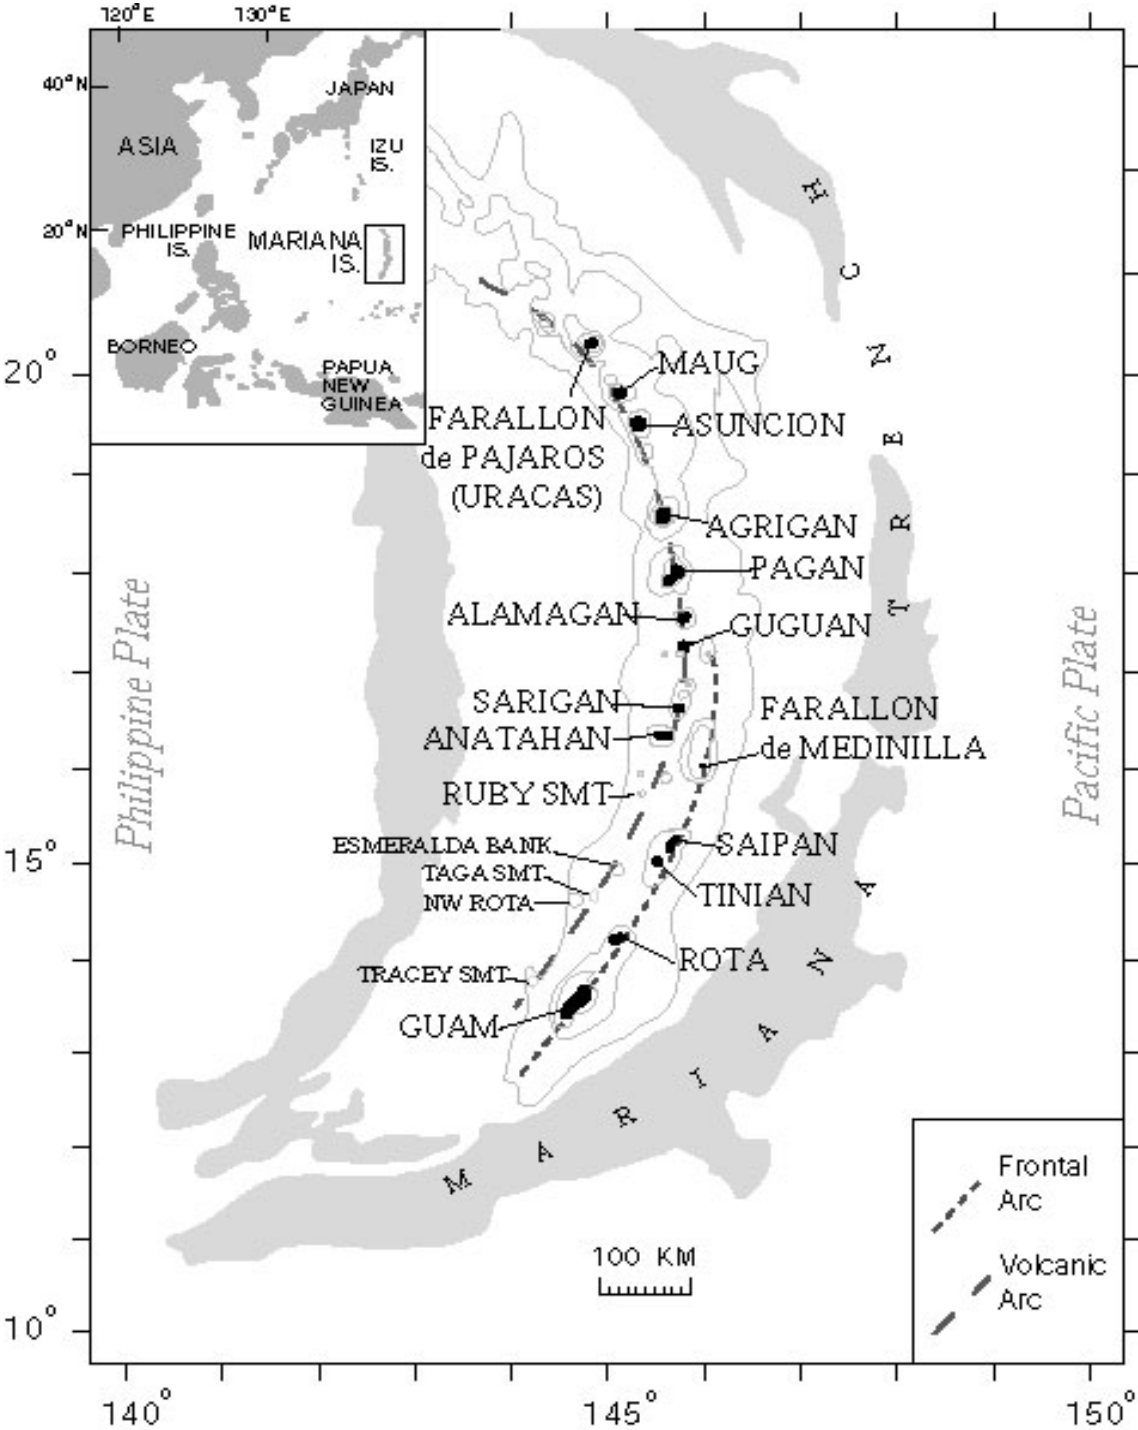 120°E 130°E
40°N
JAPAN
ASIA
IZU
IS.
20°N
PHILIPPINE
IS.
MARIANA
IS.
BORNEO
PAPUA
NEW
GUINEA
20°
MAUG
FARALLON
de PAJAROS
(URACAS)
ASUNCION
AGRIGAN
PAGAN
ALAMAGAN
GUGUAN
SARIGAN
FARALLON
de MEDINILLA
ANATAHAN
RUBY SMT
ESMERALDA BANK
SAIPAN
15°
TAGA SMT
TINIAN
NW ROTA
ROTA
TRACEY SMT
GUAM
Philippine Plate
Pacific Plate
MARIANA TRENCH
100 KM
Frontal
Arc
Volcanic
Arc
10°
140° 145° 150°